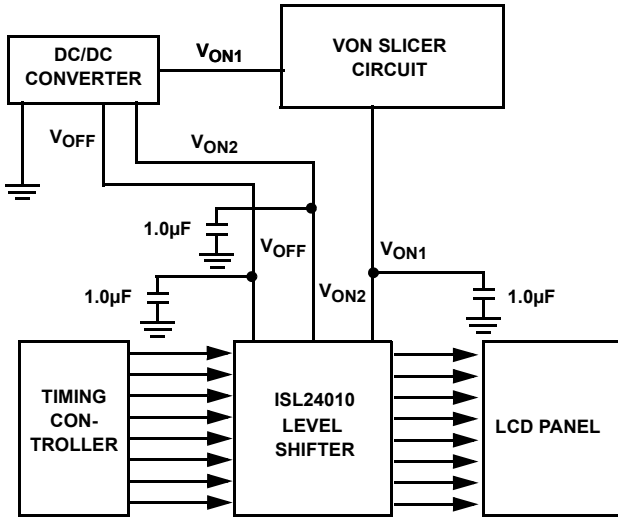 DC/DC
CONVERTER
VON1
VON SLICER
CIRCUIT
VOFF
VON2
1.0µF
VOFF
VON1
1.0µF
VON2
1.0µF
TIMING
CON-
TROLLER
ISL24010
LEVEL
SHIFTER
LCD PANEL